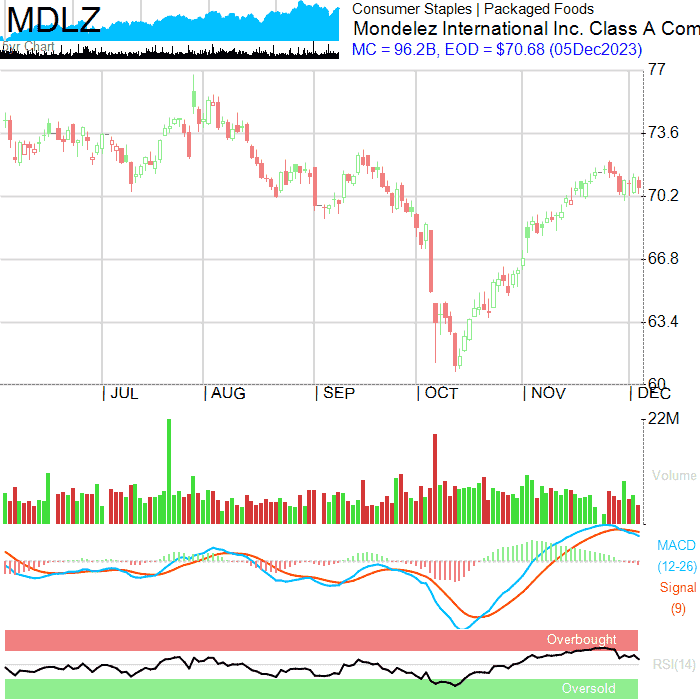 MDLZ
Consumer Staples | Packaged Foods
Mondelez International Inc. Class A Com
MC = 96.2B, EOD = $70.68 (05Dec2023)
Chart
77
73.6
70.2
66.8
63.4
60
| JUL | AUG | SEP | OCT | NOV | DEC
22M
Volume
MACD
(12-26)
Signal
(9)
Overbought
RSI(14)
Oversold